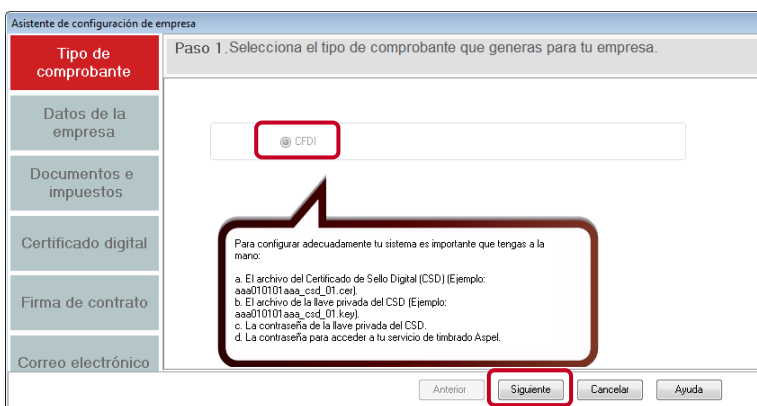 Asistente de configuración de empresa
Tipo de
comprobante
Paso 1.Selecciona el tipo de comprobante que generas para tu empresa.
Datos de la
empresa
CFDI
Documentos e
impuestos
Certificado digital
Para configurar adecuadamente tu sistema es importante que tengas a la
mano:
a. El archivo del Certificado de Sello Digital (CSD) (Ejemplo:
aaa010101aaa_csd_01.cer).
b. El archivo de la llave privada del CSD (Ejemplo:
aaa010101aaa_csd_01.key).
c. La contraseña de la llave privada del CSD.
d. La contraseña para acceder a tu servicio de timbrado Aspel.
Firma de contrato
Correo electrónico
Anterior Siguiente Cancelar Ayuda